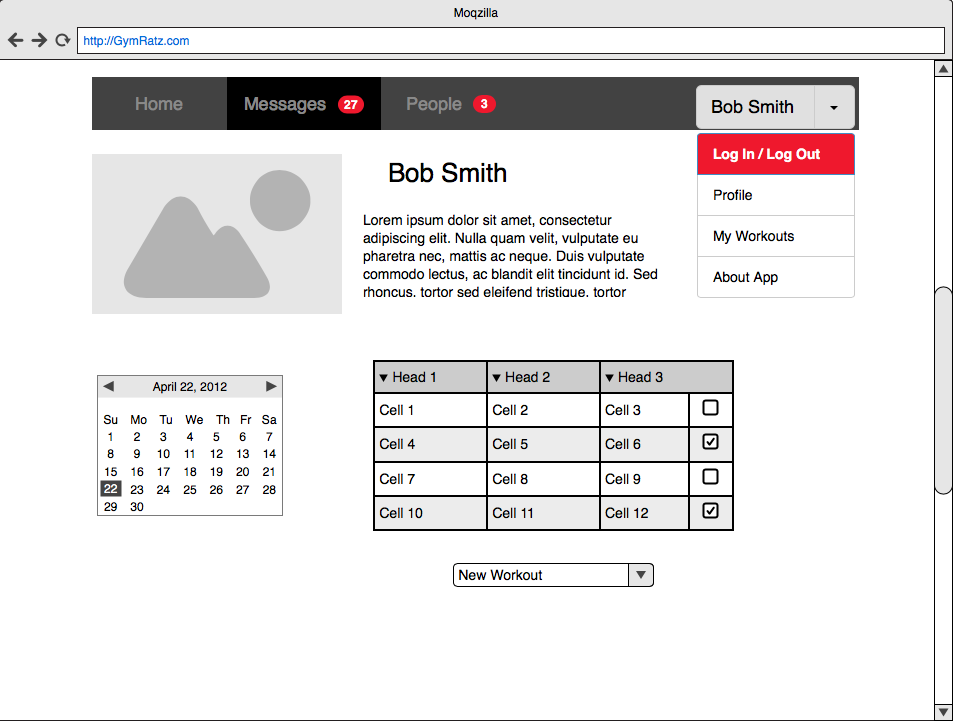 Moqzilla
http://GymRatz.com
Home Messages 27 People 3 Bob Smith
Log In / Log Out
Profile
My Workouts
About App
Bob Smith
Lorem ipsum dolor sit amet, consectetur
adipiscing elit. Nulla quam velit, vulputate eu
pharetra nec, mattis ac neque. Duis vulputate
commodo lectus, ac blandit elit tincidunt id. Sed
rhoncus, tortor sed eleifend tristique, tortor
April 22, 2012
Su Mo Tu We Th Fr Sa
1 2 3 4 5 6 7
8 9 10 11 12 13 14
15 16 17 18 19 20 21
22 23 24 25 26 27 28
29 30
Head 1 Head 2 Head 3
Cell 1 Cell 2 Cell 3
Cell 4 Cell 5 Cell 6
Cell 7 Cell 8 Cell 9
Cell 10 Cell 11 Cell 12
New Workout